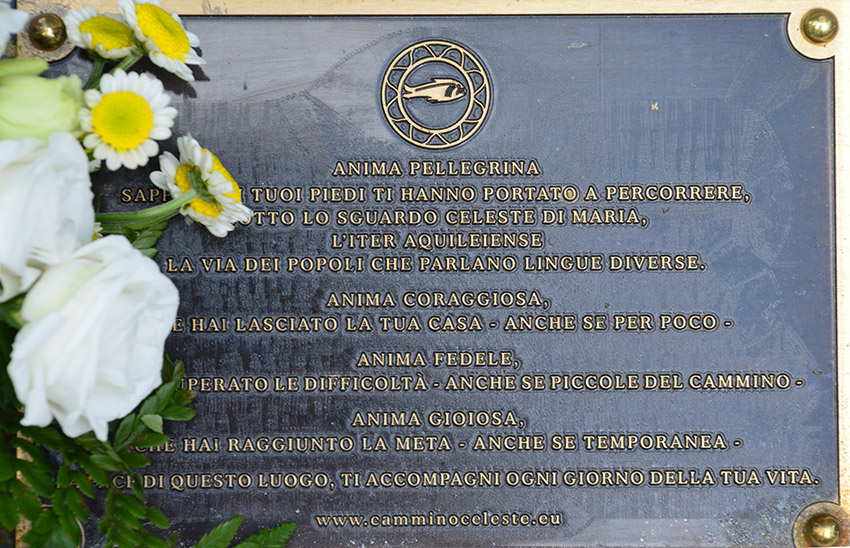 ANIMA PELLEGRINA
TUOI PIEDI TI HANNO PORTATO A PERCORRERE,
LO SGUARDO CELESTE DI MARIA,
L'ITER AQUILEIENSE
LA VIA DEI POPOLI CHE PARLANO LINGUE DIVERSE.
ANIMA CORAGGIOSA,
HAI LASCIATO LA TUA CASA - ANCHE SE PER POCO -
ANIMA FEDELE,
LE DIFFICOLTÀ - ANCHE SE PICCOLE DEL CAMMINO -
ANIMA GIOIOSA,
CHE HAI RAGGIUNTO LA META - ANCHE SE TEMPORANEA -
DI QUESTO LUOGO, TI ACCOMPAGNI OGNI GIORNO DELLA TUA VITA.
www.camminoceleste.eu